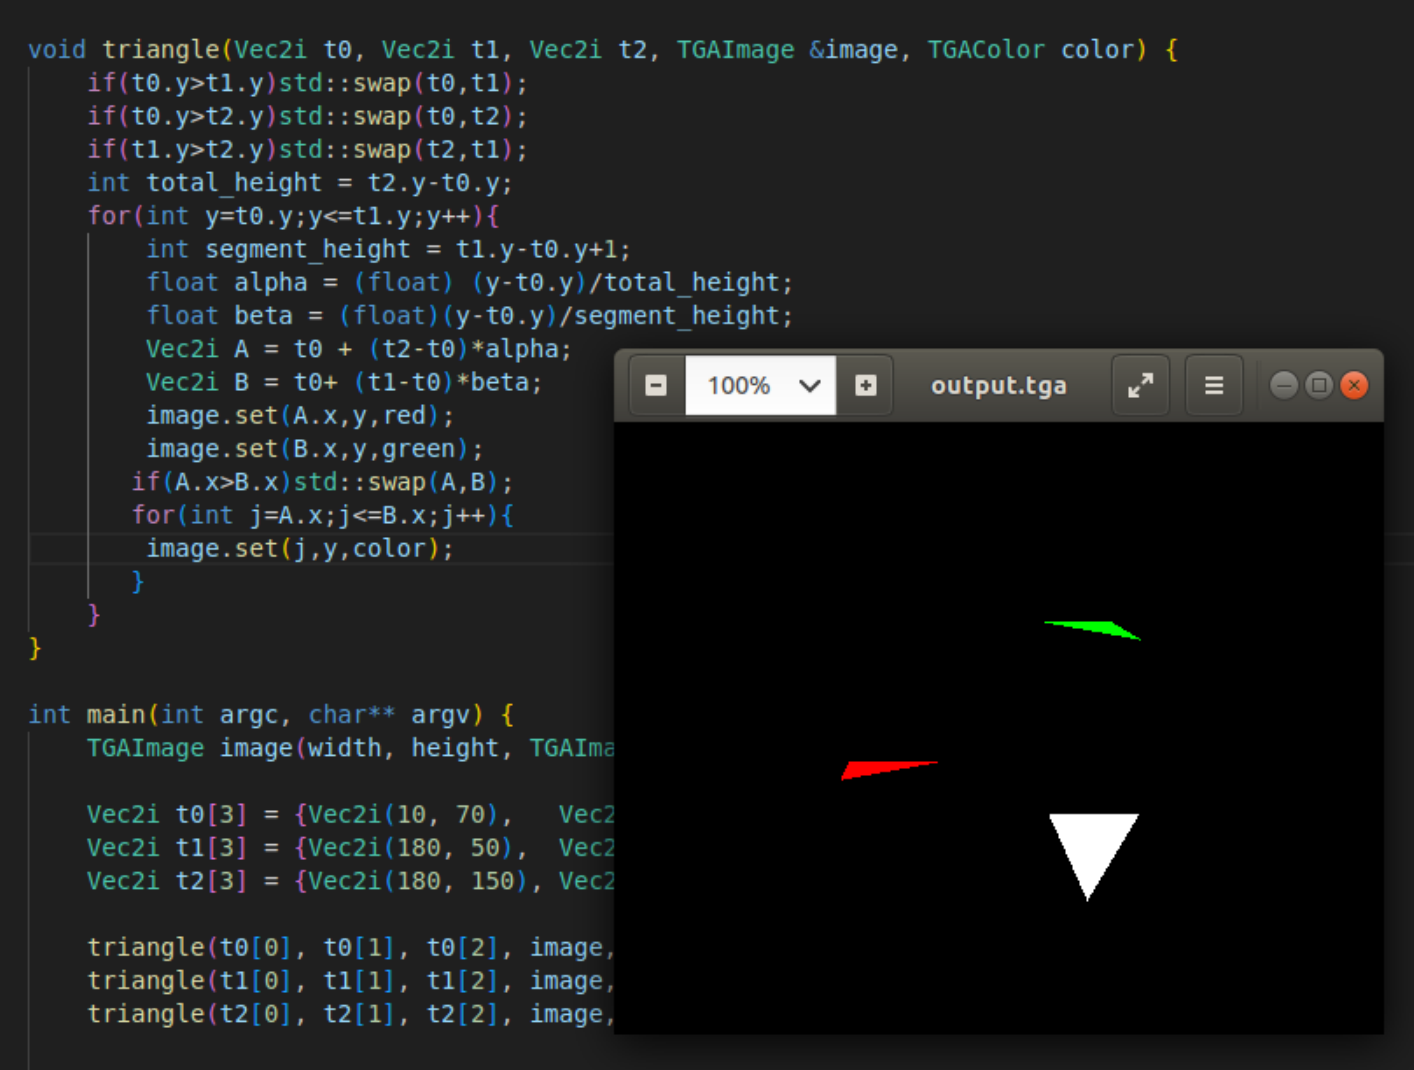 void triangle(Vec2i t0, Vec2i t1, Vec2i t2, TGAImage &image, TGAColor color) {
if(t0.y>t1.y)std::swap(t0,t1);
if(t0.y>t2.y)std::swap(t0,t2);
if(t1.y>t2.y)std::swap(t2,t1);
int total_height = t2.y-t0.y;
for(int y=t0.y;y<=t1.y;y++){
int segment_height = t1.y-t0.y+1;
float alpha = (float) (y-t0.y)/total_height;
float beta = (float)(y-t0.y)/segment_height;
Vec2i A = t0 + (t2-t0)*alpha;
Vec2i B = t0+ (t1-t0)*beta;
image.set(A.x,y,red);
image.set(B.x,y,green);
if(A.x>B.x)std::swap(A,B);
for(int j=A.x;j<=B.x;j++){
image.set(j,y,color);
}
}
}
int main(int argc, char** argv) {
TGAImage image(width, height, TGAIma
Vec2i t0[3] = {Vec2i(10, 70), Vec2
Vec2i t1[3] = {Vec2i(180, 50), Vec2
Vec2i t2[3] = {Vec2i(180, 150), Vec2
triangle(t0[0], t0[1], t0[2], image,
triangle(t1[0], t1[1], t1[2], image,
triangle(t2[0], t2[1], t2[2], image,
100%
output.tga